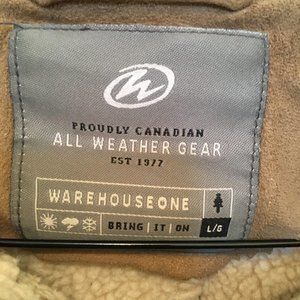 PROUDLY CANADIAN
ALL WEATHER GEAR
EST 1977
WAREHOUSEONE
BRING | IT | ON L/G